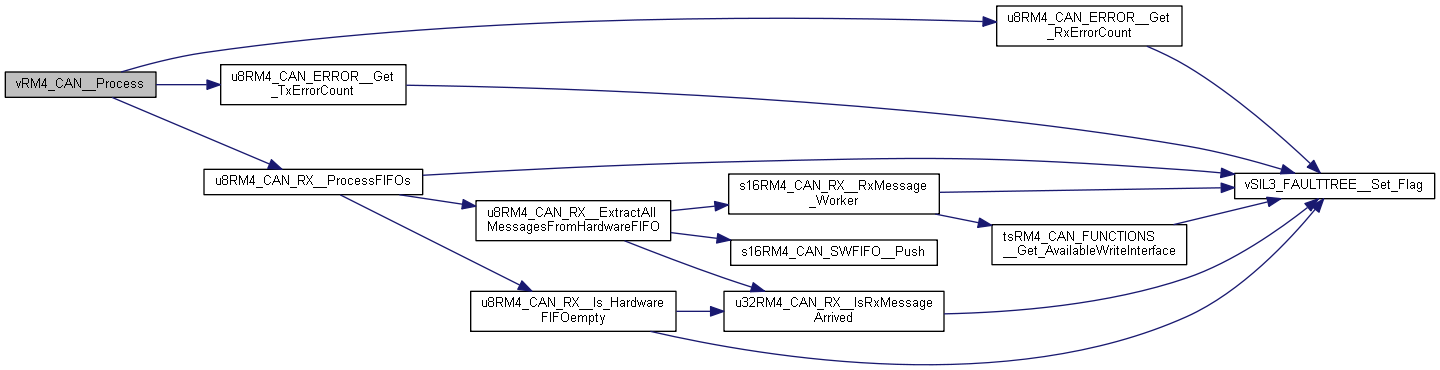 u8RM4_CAN_ERROR__Get
_RxErrorCount
vRM4_CAN__Process
u8RM4_CAN_ERROR__Get
_TxErrorCount
u8RM4_CAN_RX__ProcessFIFOs
s16RM4_CAN_RX__RxMessage
_Worker
vSIL3_FAULTTREE__Set_Flag
u8RM4_CAN_RX__ExtractAll
MessagesFromHardwareFIFO
tsRM4_CAN_FUNCTIONS
__Get_AvailableWriteInterface
s16RM4_CAN_SWFIFO__Push
u8RM4_CAN_RX__Is_Hardware
FIFOempty
u32RM4_CAN_RX__IsRxMessage
Arrived